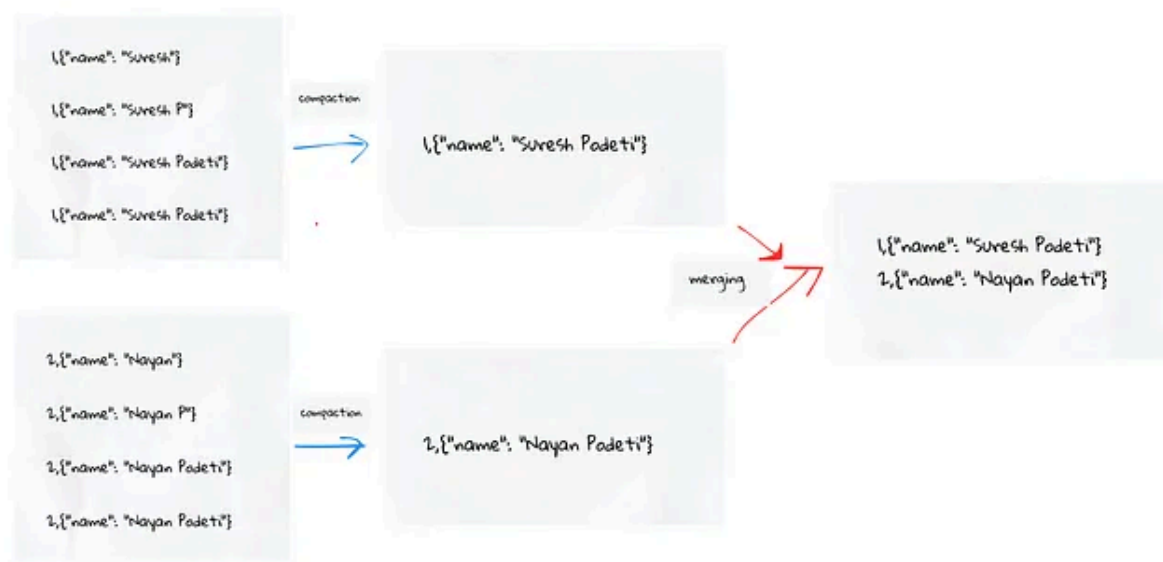 1,{"name": "Suresh"}
1,{"name": "Suresh P"}
1,{"name": "Suresh Podeti"}
1,{"name": "Suresh Podeti"}
compaction
1,{"name": "Suresh Podeti"}
2,{"name": "Nayan"}
2,{"name": "Nayan P"}
2,{"name": "Nayan Podeti"}
2,{"name": "Nayan Podeti"}
compaction
2,{"name": "Nayan Podeti"}
merging
1,{"name": "Suresh Podeti"}
2,{"name": "Nayan Podeti"}